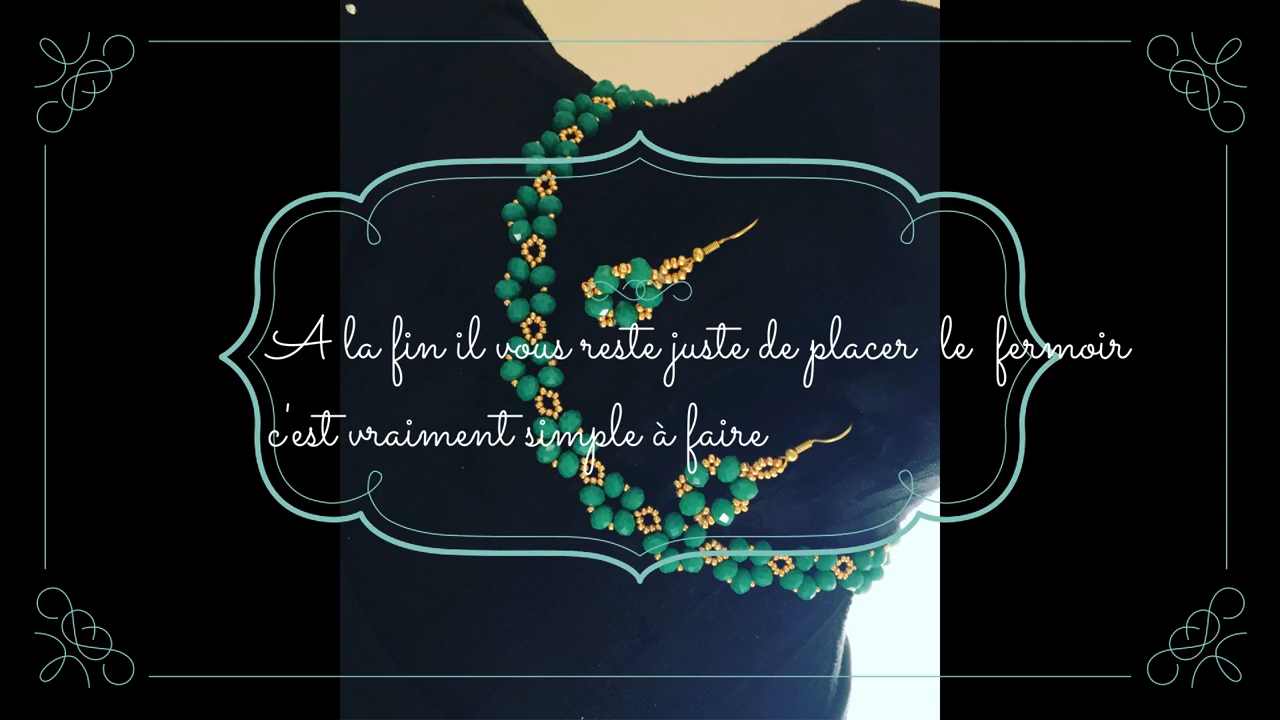 A la fin il vous reste juste de placer le fermoir
c'est vraiment simple à faire